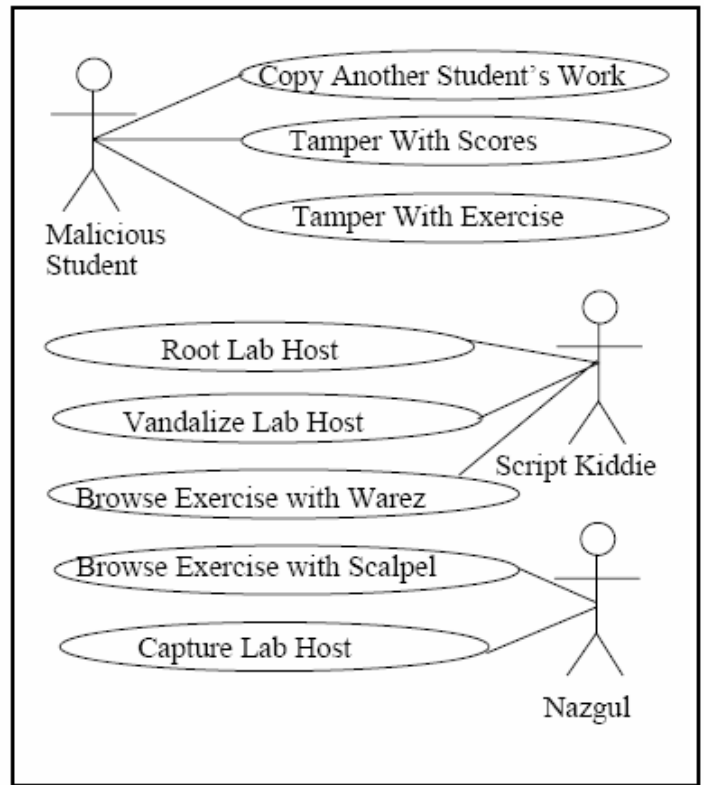 Copy Another Student's Work
Tamper With Scores
Tamper With Exercise
Malicious
Student
Root Lab Host
Vandalize Lab Host
Script Kiddie
Browse Exercise with Warez
Browse Exercise with Scalpel
Capture Lab Host
Nazgul